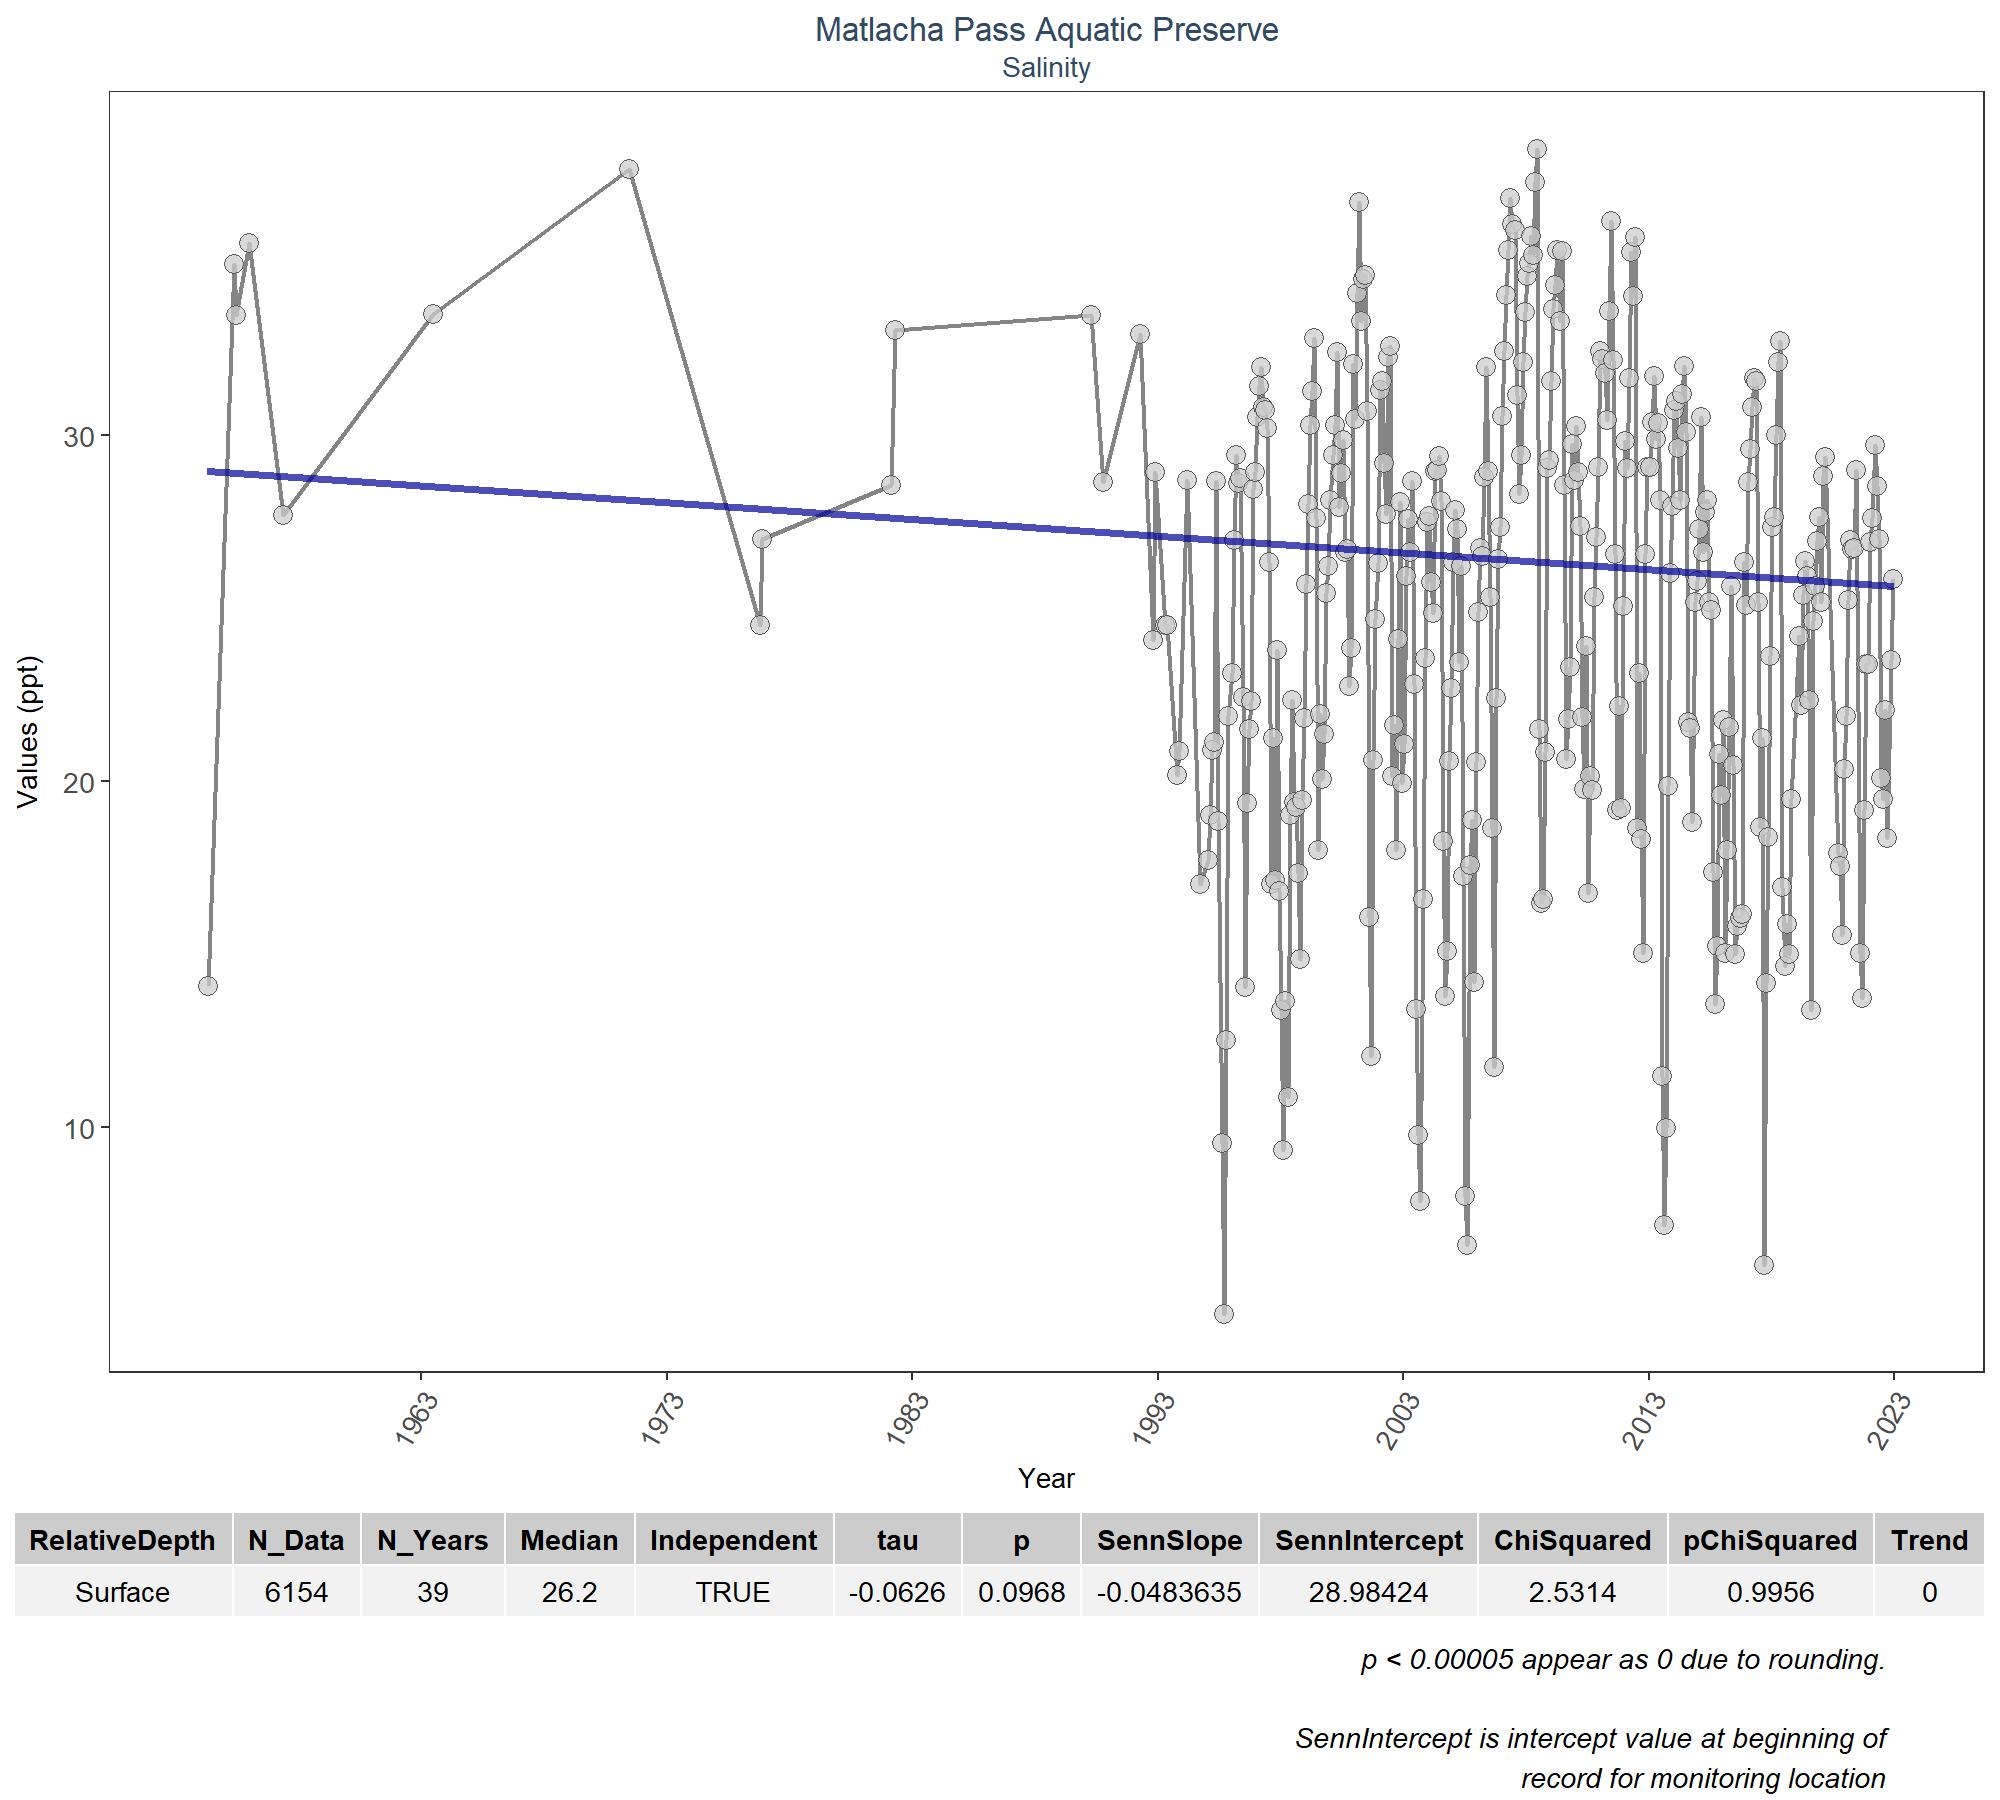 Matlacha Pass Aquatic Preserve
Salinity
Values (ppt)
30
20
10
1963 1973 1983 1993 2003 2013 2023
Year
RelativeDepth N_Data N_Years Median Independent tau p SennSlope SennIntercept ChiSquared pChiSquared Trend
Surface 6154 39 26.2 TRUE -0.0626 0.0968 -0.0483635 28.98424 2.5314 0.9956 0
p < 0.00005 appear as 0 due to rounding.
SennIntercept is intercept value at beginning of
record for monitoring location